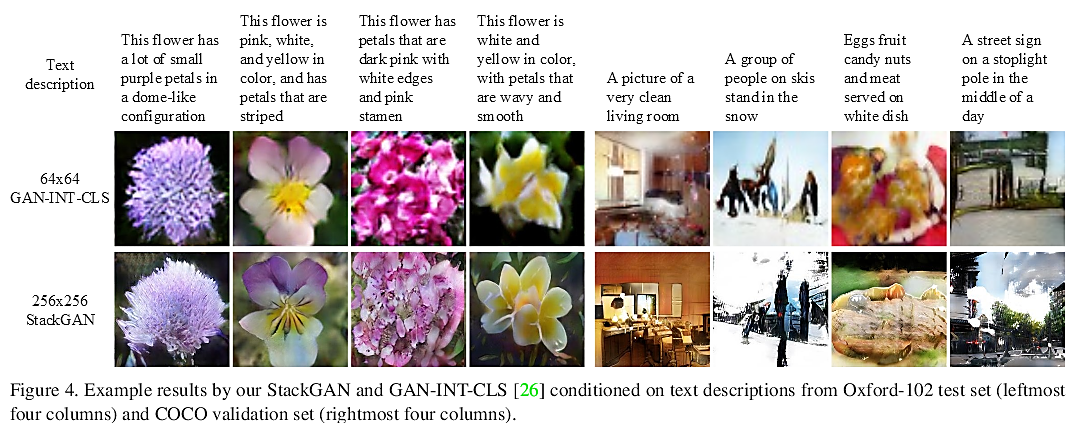 Text
description
This flower has
a lot of small
purple petals in
a dome-like
configuration
This flower is
pink, white,
and yellow in
color, and has
petals that are
striped
This flower has
petals that are
dark pink with
white edges
and pink
stamen
This flower is
white and
yellow in color,
with petals that
are wavy and
smooth
A picture of a
very clean
living room
A group of
people on skis
stand in the
snow
Eggs fruit
candy nuts
and meat
served on
white dish
A street sign
on a stoplight
pole in the
middle of a
day
64x64
GAN-INT-CLS
256x256
StackGAN
Figure 4. Example results by our StackGAN and GAN-INT-CLS [26] conditioned on text descriptions from Oxford-102 test set (leftmost
four columns) and COCO validation set (rightmost four columns).